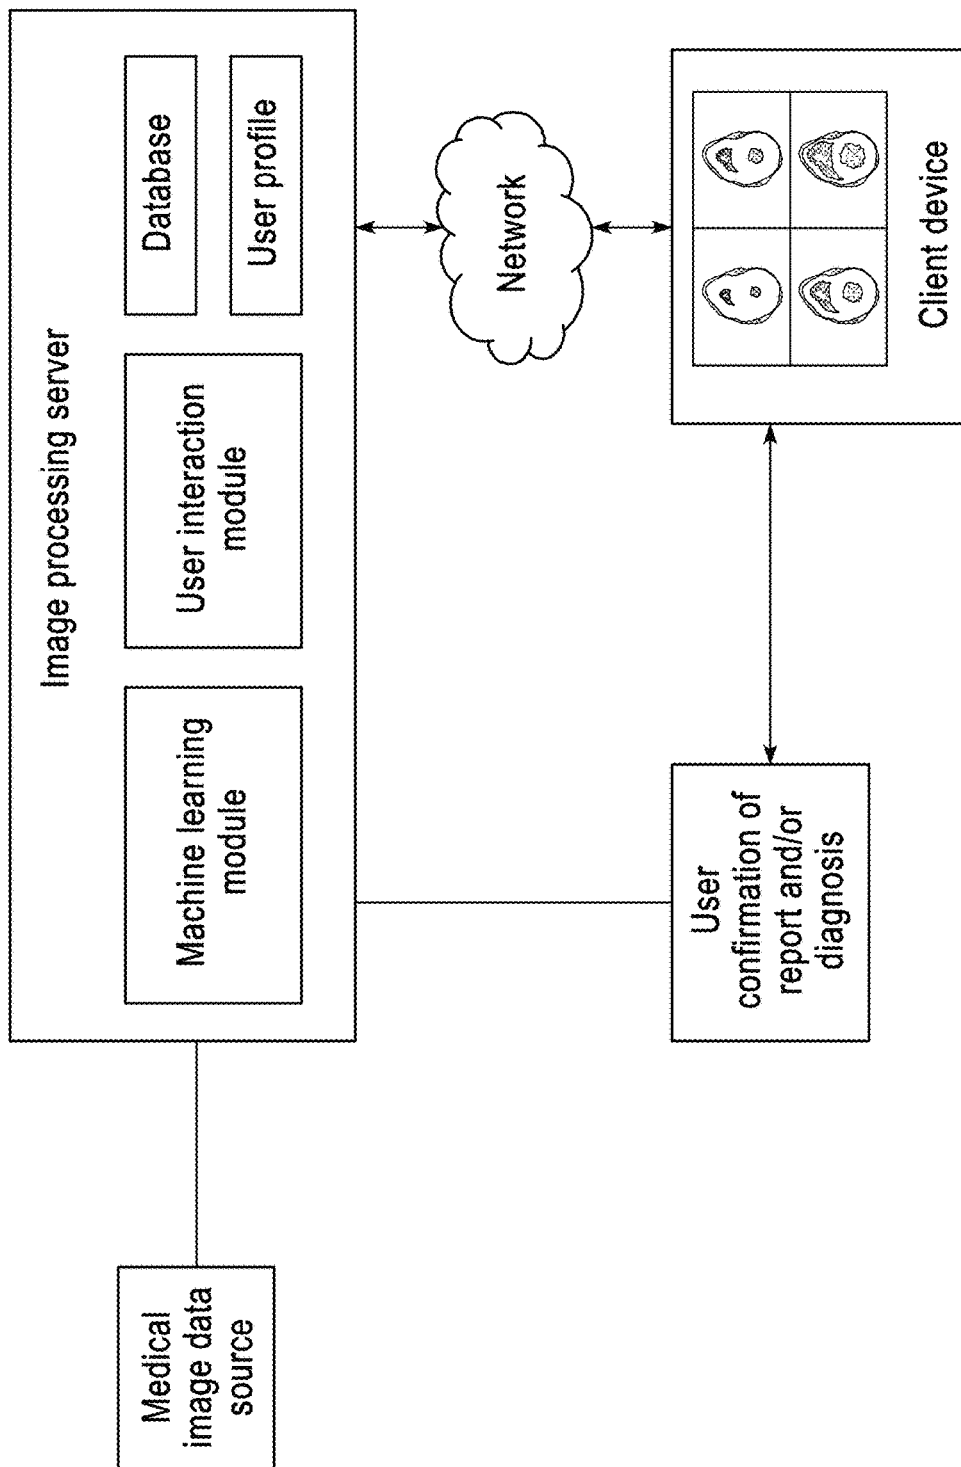 Image processing server
Machine learning
module
User interaction
module
Database
User profile
Medical
image data
source
Network
User
confirmation of
report and/or
diagnosis
Client device